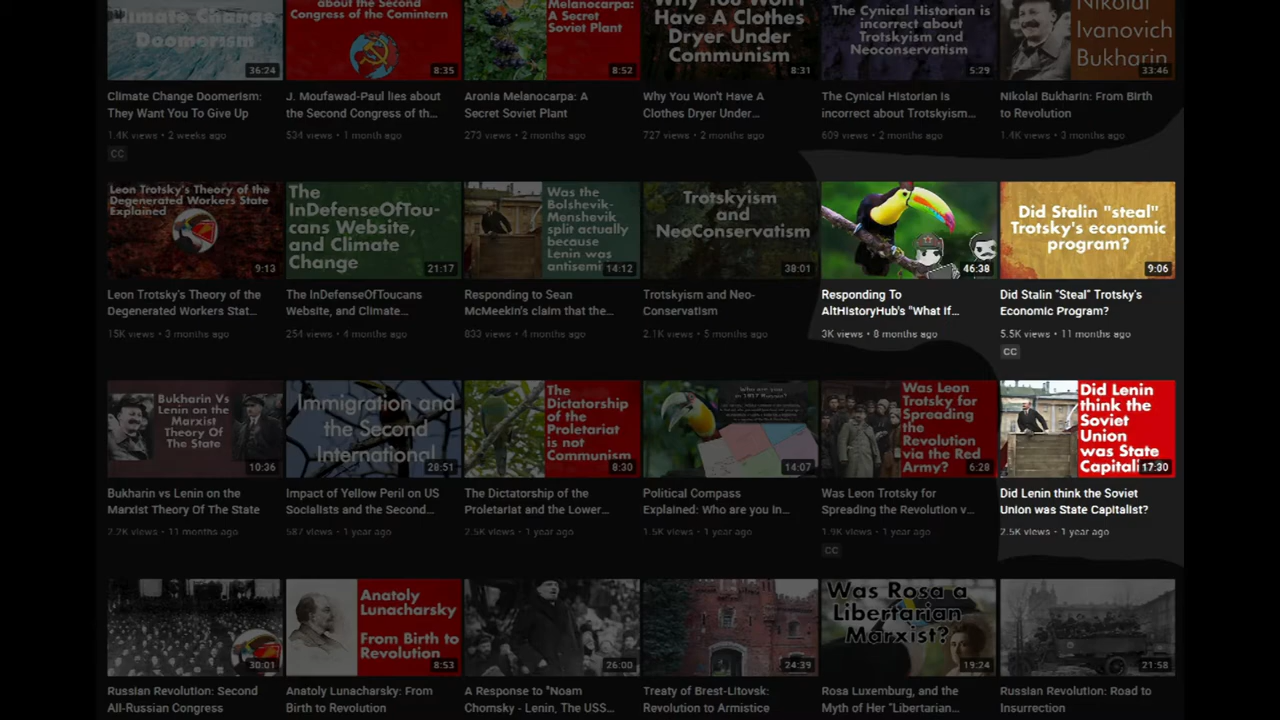 Climate Change
Doomerism
36:24
about the Second
Congress of the Comintern
8:35
Melanocarpa:
A Secret
Soviet Plant
8:52
Why You Won't
Have A Clothes
Dryer Under
Communism
8:31
The Cynical Historian is
incorrect about
Trotskyism and
Neoconservatism
5:29
Nikolai
Ivanovich
Bukharin
33:46
Climate Change Doomerism:
They Want You To Give Up
1.4K views • 2 weeks ago
CC
J. Moufawad-Paul lies about
the Second Congress of th...
534 views • 1 month ago
Aronia Melanocarpa: A
Secret Soviet Plant
273 views • 2 months ago
Why You Won't Have A
Clothes Dryer Under...
727 views • 2 months ago
The Cynical Historian is
incorrect about Trotskyism...
609 views • 2 months ago
Nikolai Bukharin: From Birth
to Revolution
1.4K views • 3 months ago
Leon Trotsky's Theory of the
Degenerated Workers State
Explained
9:13
The
InDefenseOfTou-
cans Website,
and Climate
Change
21:17
Was the
Bolshevik-
Menshevik
split actually
because
Lenin was
antisemi
14:12
Trotskyism
and
NeoConservatism
38:01
46:38
Did Stalin "steal"
Trotsky's economic
program?
9:06
Leon Trotsky's Theory of the
Degenerated Workers Stat...
15K views • 3 months ago
The InDefenseOfToucans
Website, and Climate...
254 views • 4 months ago
Responding to Sean
McMeekin's claim that the...
833 views • 4 months ago
Trotskyism and Neo-
Conservatism
2.1K views • 5 months ago
Responding To
AltHistoryHub's "What If...
3K views • 8 months ago
Did Stalin "Steal" Trotsky's
Economic Program?
5.5K views • 11 months ago
CC
Bukharin Vs
Lenin on the
Marxist
Theory Of
The State
10:36
Immigration and
the Second
International
28:51
The
Dictatorship
of the
Proletariat
is not
Communism
8:30
Who are you
in 1917 Russia?
14:07
Was Leon
Trotsky for
Spreading
the
Revolution
via the Red
Army?
6:28
Did Lenin
think the
Soviet
Union
was State
Capitali
17:30
Bukharin vs Lenin on the
Marxist Theory Of The State
2.2K views • 11 months ago
Impact of Yellow Peril on US
Socialists and the Second...
587 views • 1 year ago
The Dictatorship of the
Proletariat and the Lower...
2.5K views • 1 year ago
Political Compass
Explained: Who are you in...
1.5K views • 1 year ago
Was Leon Trotsky for
Spreading the Revolution v...
1.9K views • 1 year ago
CC
Did Lenin think the Soviet
Union was State Capitalist?
2.5K views • 1 year ago
30:01
Anatoly
Lunacharsky
From Birth to
Revolution
8:53
26:00
24:39
Was Rosa a
Libertarian
Marxist?
19:24
21:58
Russian Revolution: Second
All-Russian Congress
Anatoly Lunacharsky: From
Birth to Revolution
A Response to "Noam
Chomsky - Lenin, The USS...
Treaty of Brest-Litovsk:
Revolution to Armistice
Rosa Luxemburg, and the
Myth of Her "Libertarian...
Russian Revolution: Road to
Insurrection